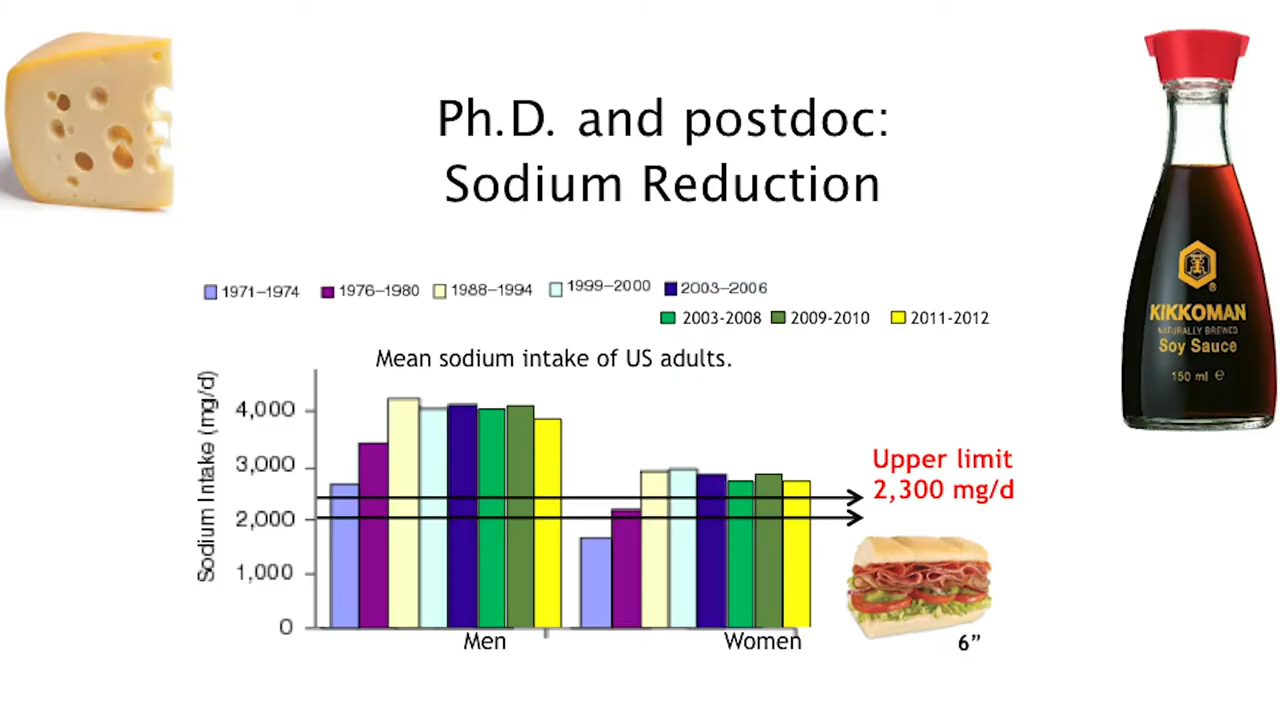 Ph.D. and postdoc:
Sodium Reduction
1971–1974 1976–1980 1988–1994 1999–2000 2003–2006
2003-2008 2009-2010 2011-2012
Mean sodium intake of US adults.
Sodium Intake (mg/d)
4,000
3,000
2,000
1,000
0
Men
Women
Upper limit
2,300 mg/d
6”
®
KIKKOMAN
NATURALLY BREWED
Soy Sauce
150 ml ℮